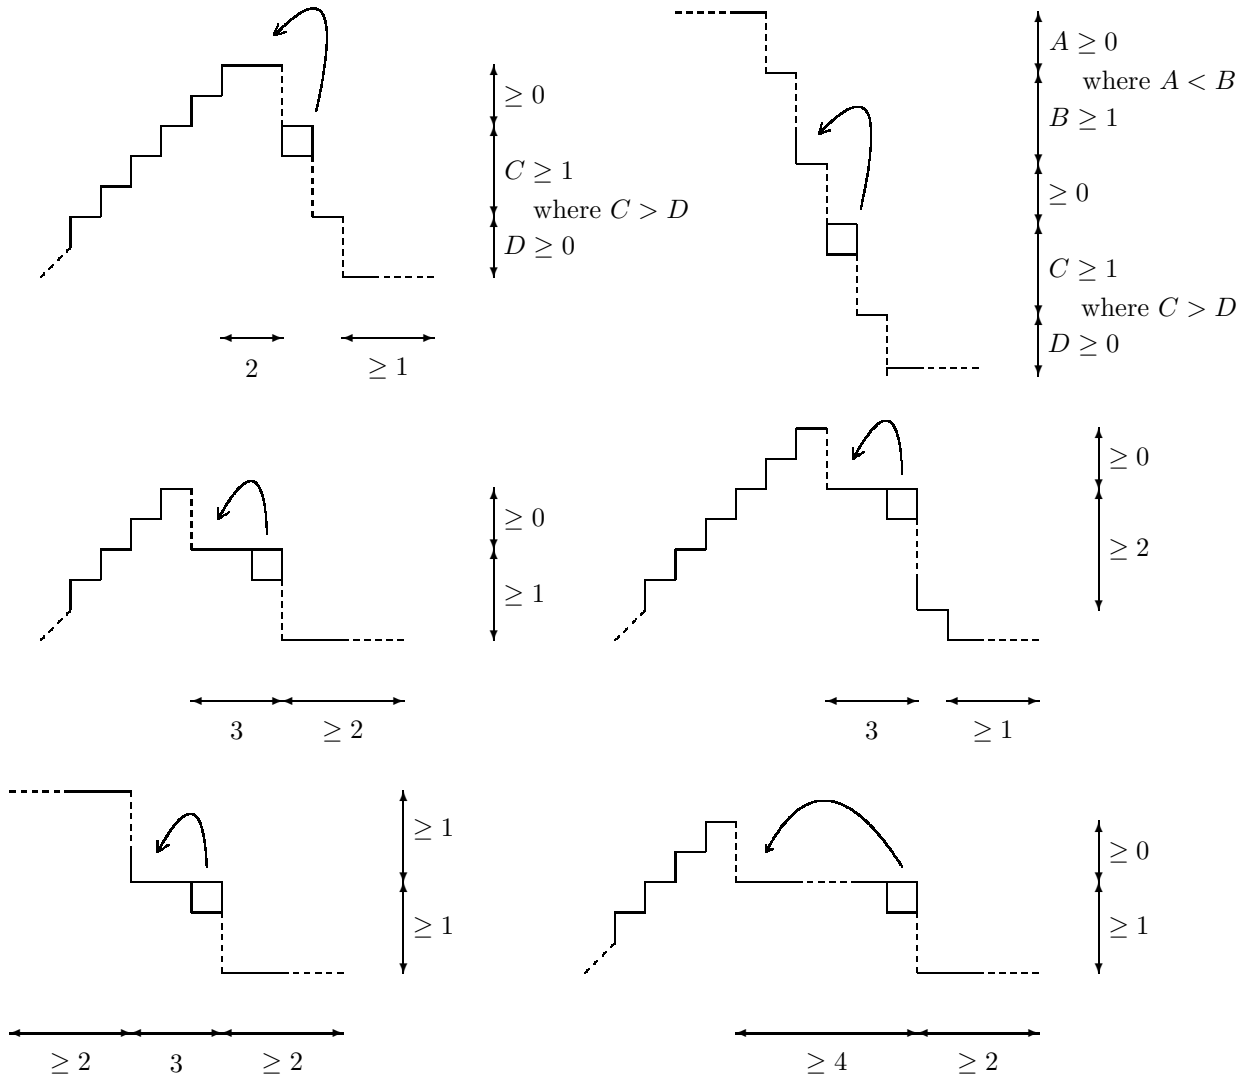 ≥ 0
C ≥ 1
where C > D
D ≥ 0
2
≥ 1
A ≥ 0
where A < B
B ≥ 1
≥ 0
C ≥ 1
where C > D
D ≥ 0
≥ 0
≥ 1
3
≥ 2
≥ 0
≥ 2
3
≥ 1
≥ 1
≥ 1
≥ 2
3
≥ 2
≥ 0
≥ 1
≥ 4
≥ 2